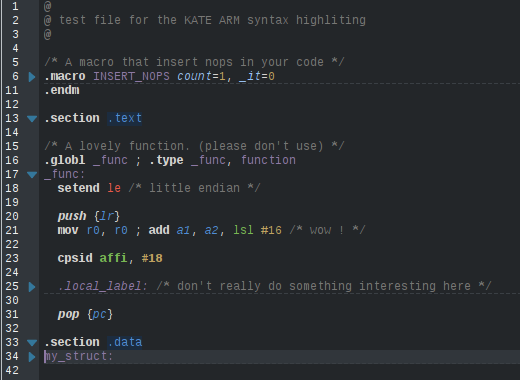 1 @
2 @ test file for the KATE ARM syntax highliting
3 @
4
5 /* A macro that insert nops in your code */
6 .macro INSERT_NOPS count=1, _it=0
11 .endm
12
13 .section .text
14
15 /* A lovely function. (please don't use) */
16 .globl _func ; .type _func, function
17 _func:
18 setend le /* little endian */
19
20 push {lr}
21 mov r0, r0 ; add a1, a2, lsl #16 /* wow ! */
22
23 cpsid affi, #18
24
25 .local_label: /* don't really do something interesting here */
30
31 pop {pc}
32
33 .section .data
34 my_struct:
42